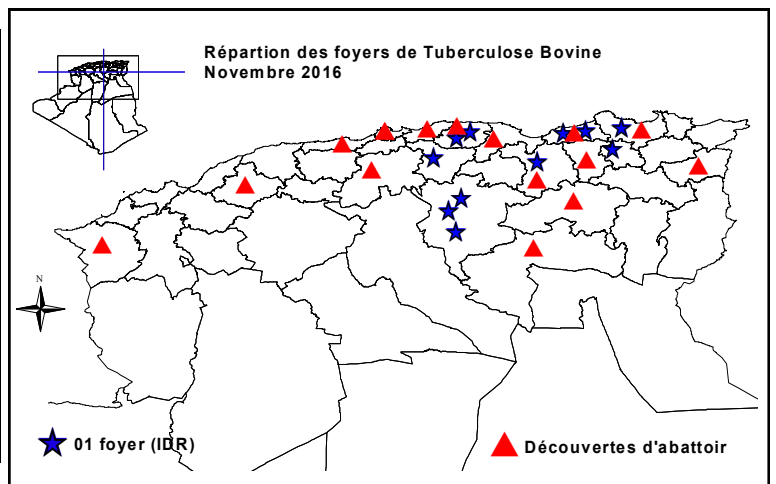 Répartion des foyers de Tuberculose Bovine
Novembre 2016
N
01 foyer (IDR)
Découvertes d'abattoir